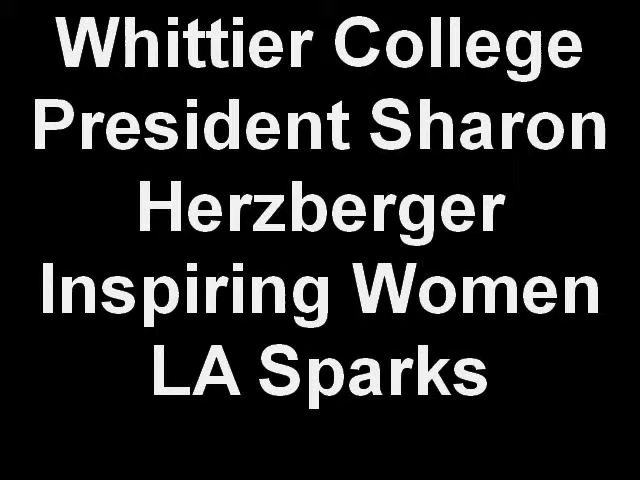 Whittier College
President Sharon
Herzberger
Inspiring Women
LA Sparks